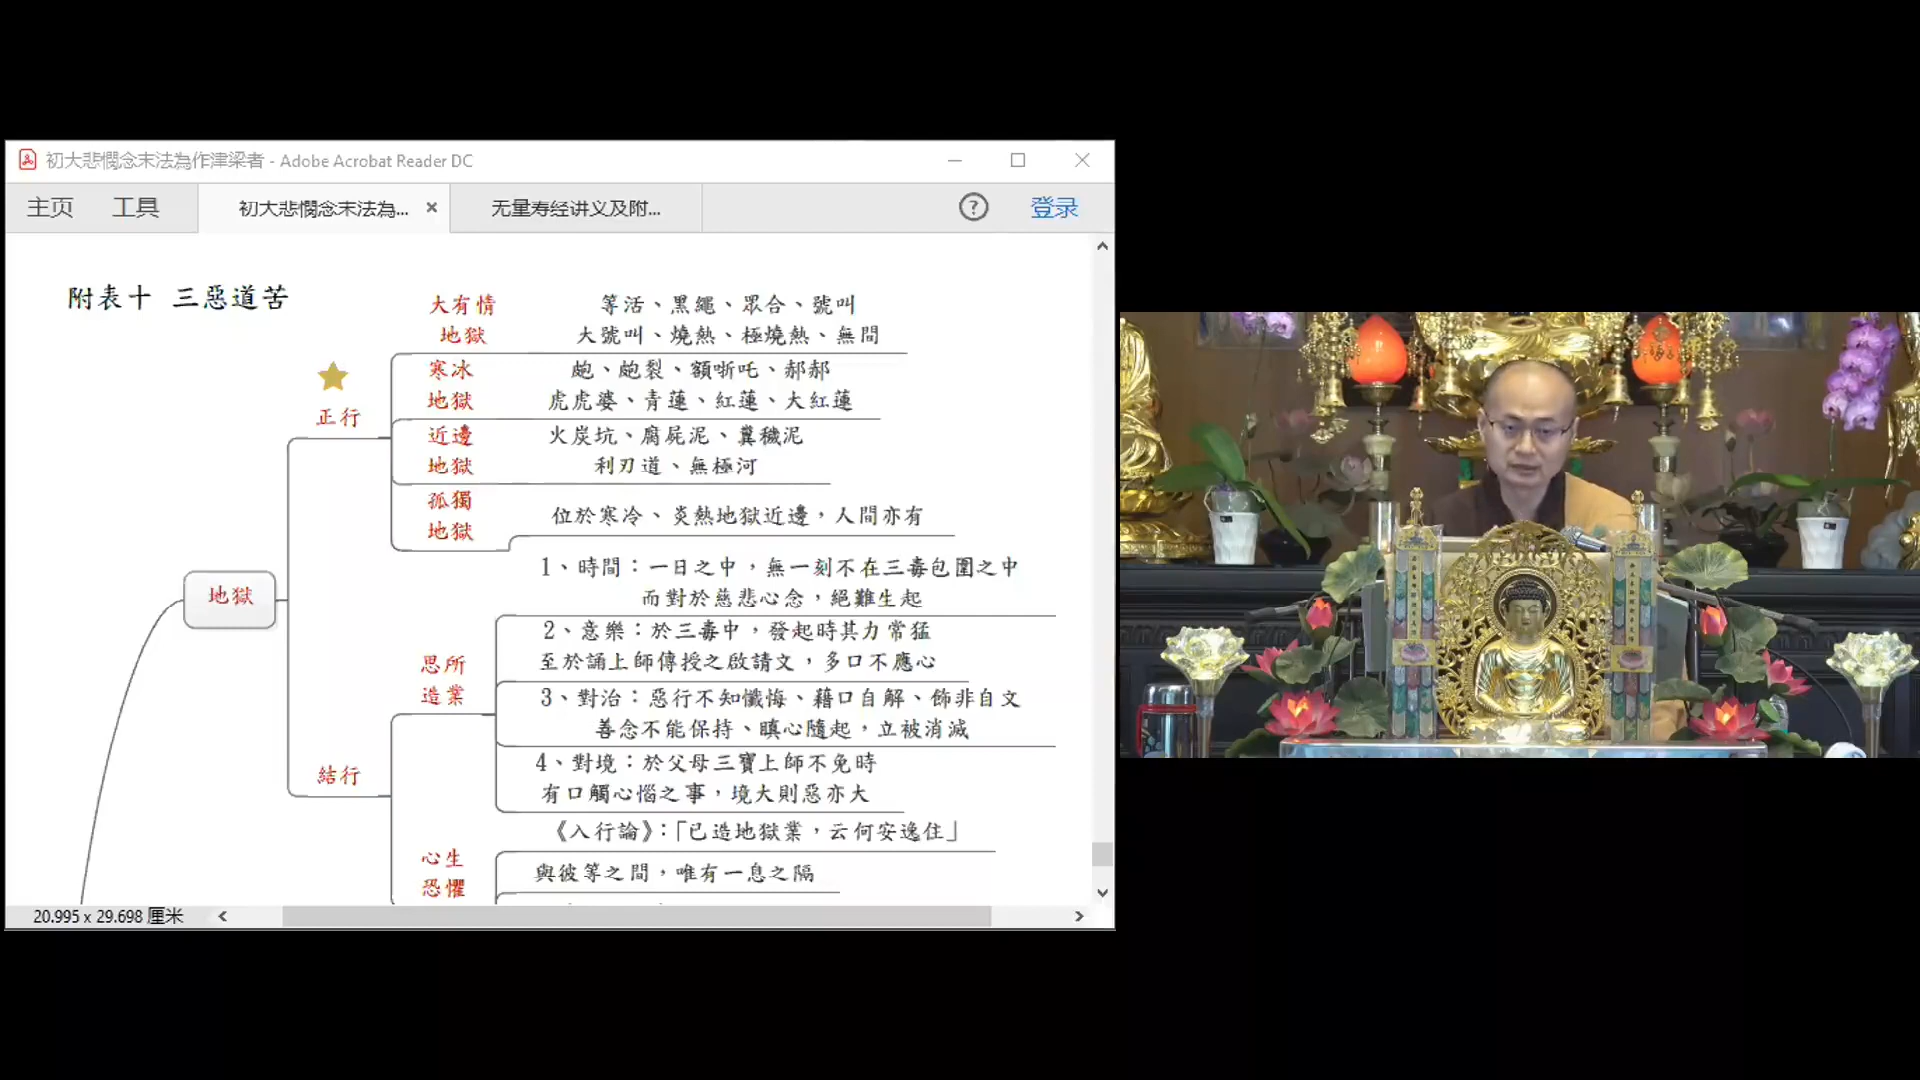 初大悲憫念末法為作津梁者 - Adobe Acrobat Reader DC
主页 工具 初大悲憫念末法為... × 无量寿经讲义及附... ? 登录
附表十 三惡道苦
大有情
地獄
等活、黑繩、眾合、號叫
大號叫、燒熱、極燒熱、無間
寒冰
地獄
皰、皰裂、額哳吒、郝郝
虎虎婆、青蓮、紅蓮、大紅蓮
正行
近邊
地獄
火炭坑、腐屍泥、糞穢泥
利刃道、無極河
孤獨
地獄
位於寒冷、炎熱地獄近邊，人間亦有
地獄
1、時間：一日之中，無一刻不在三毒包圍之中
而對於慈悲心念，絕難生起
2、意樂：於三毒中，發起時其力常猛
至於誦上師傳授之啟請文，多口不應心
思所
造業
3、對治：惡行不知懺悔、藉口自解、飾非自文
善念不能保持、瞋心隨起，立被消滅
結行
4、對境：於父母三寶上師不免時
有口觸心惱之事，境大則惡亦大
《入行論》：「已造地獄業，云何安逸住」
心生
恐懼
與彼等之間，唯有一息之隔
20.995 x 29.698 厘米